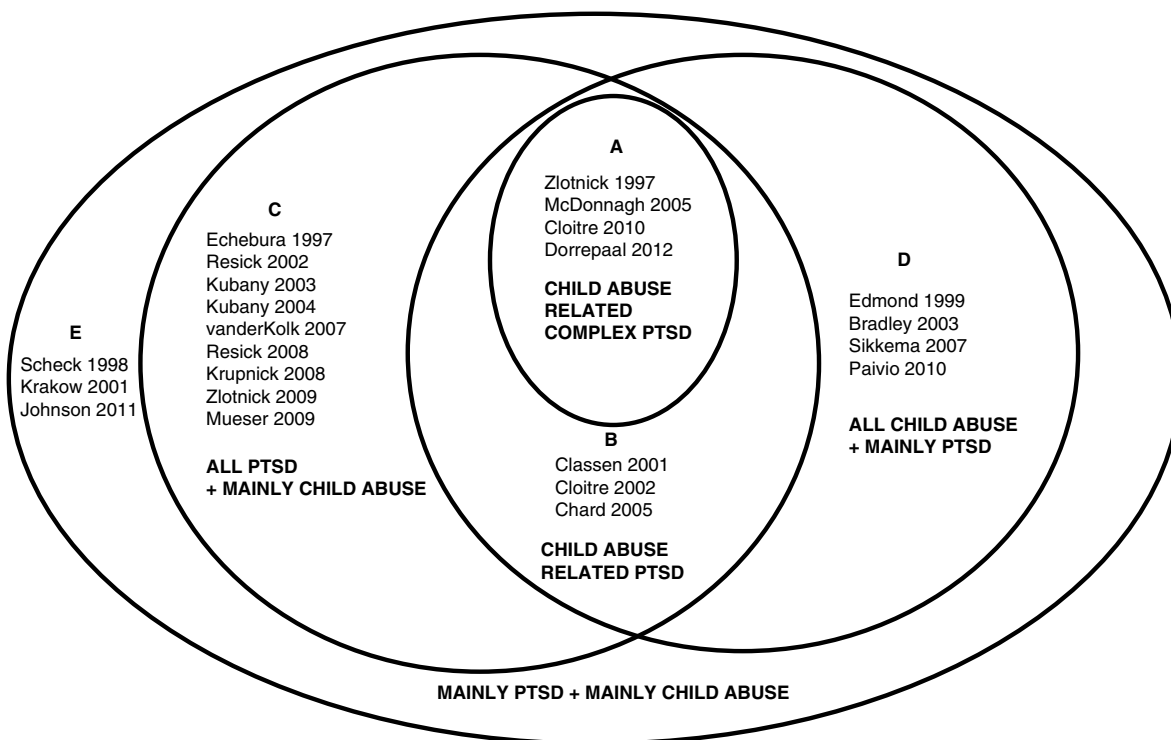 A
Zlotnick 1997
McDonnagh 2005
Cloitre 2010
Dorrepaal 2012
CHILD ABUSE
RELATED
COMPLEX PTSD
C
Echebura 1997
Resick 2002
Kubany 2003
Kubany 2004
vanderKolk 2007
Resick 2008
Krupnick 2008
Zlotnick 2009
Mueser 2009
ALL PTSD
+ MAINLY CHILD ABUSE
D
Edmond 1999
Bradley 2003
Sikkema 2007
Paivio 2010
ALL CHILD ABUSE
+ MAINLY PTSD
E
Scheck 1998
Krakow 2001
Johnson 2011
B
Classen 2001
Cloitre 2002
Chard 2005
CHILD ABUSE
RELATED PTSD
MAINLY PTSD + MAINLY CHILD ABUSE